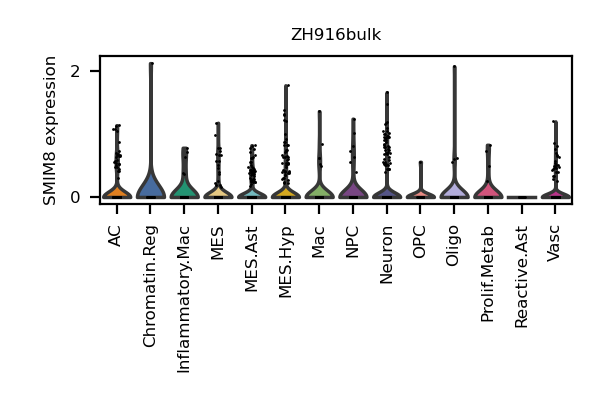 ZH916bulk
SMIM8 expression
2
0
AC
Chromatin.Reg
Inflammatory.Mac
MES
MES.Ast
MES.Hyp
Mac
NPC
Neuron
OPC
Oligo
Prolif.Metab
Reactive.Ast
Vasc